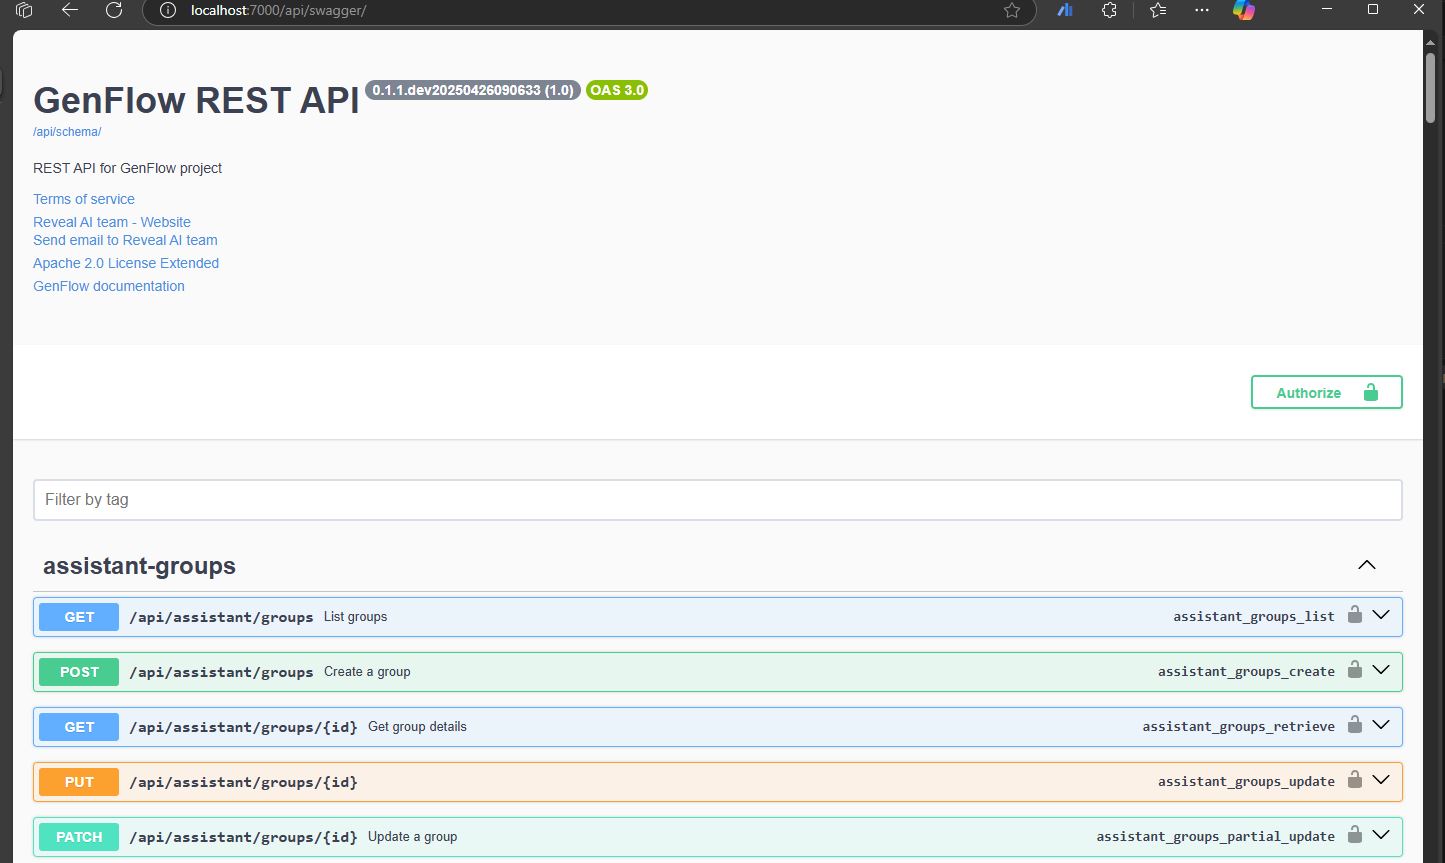 localhost:7000/api/swagger/
GenFlow REST API 0.1.1.dev20250426090633 (1.0) OAS 3.0
/api/schema/
REST API for GenFlow project
Terms of service
Reveal AI team - Website
Send email to Reveal AI team
Apache 2.0 License Extended
GenFlow documentation
Authorize
Filter by tag
assistant-groups
GET /api/assistant/groups List groups assistant_groups_list
POST /api/assistant/groups Create a group assistant_groups_create
GET /api/assistant/groups/{id} Get group details assistant_groups_retrieve
PUT /api/assistant/groups/{id} assistant_groups_update
PATCH /api/assistant/groups/{id} Update a group assistant_groups_partial_update